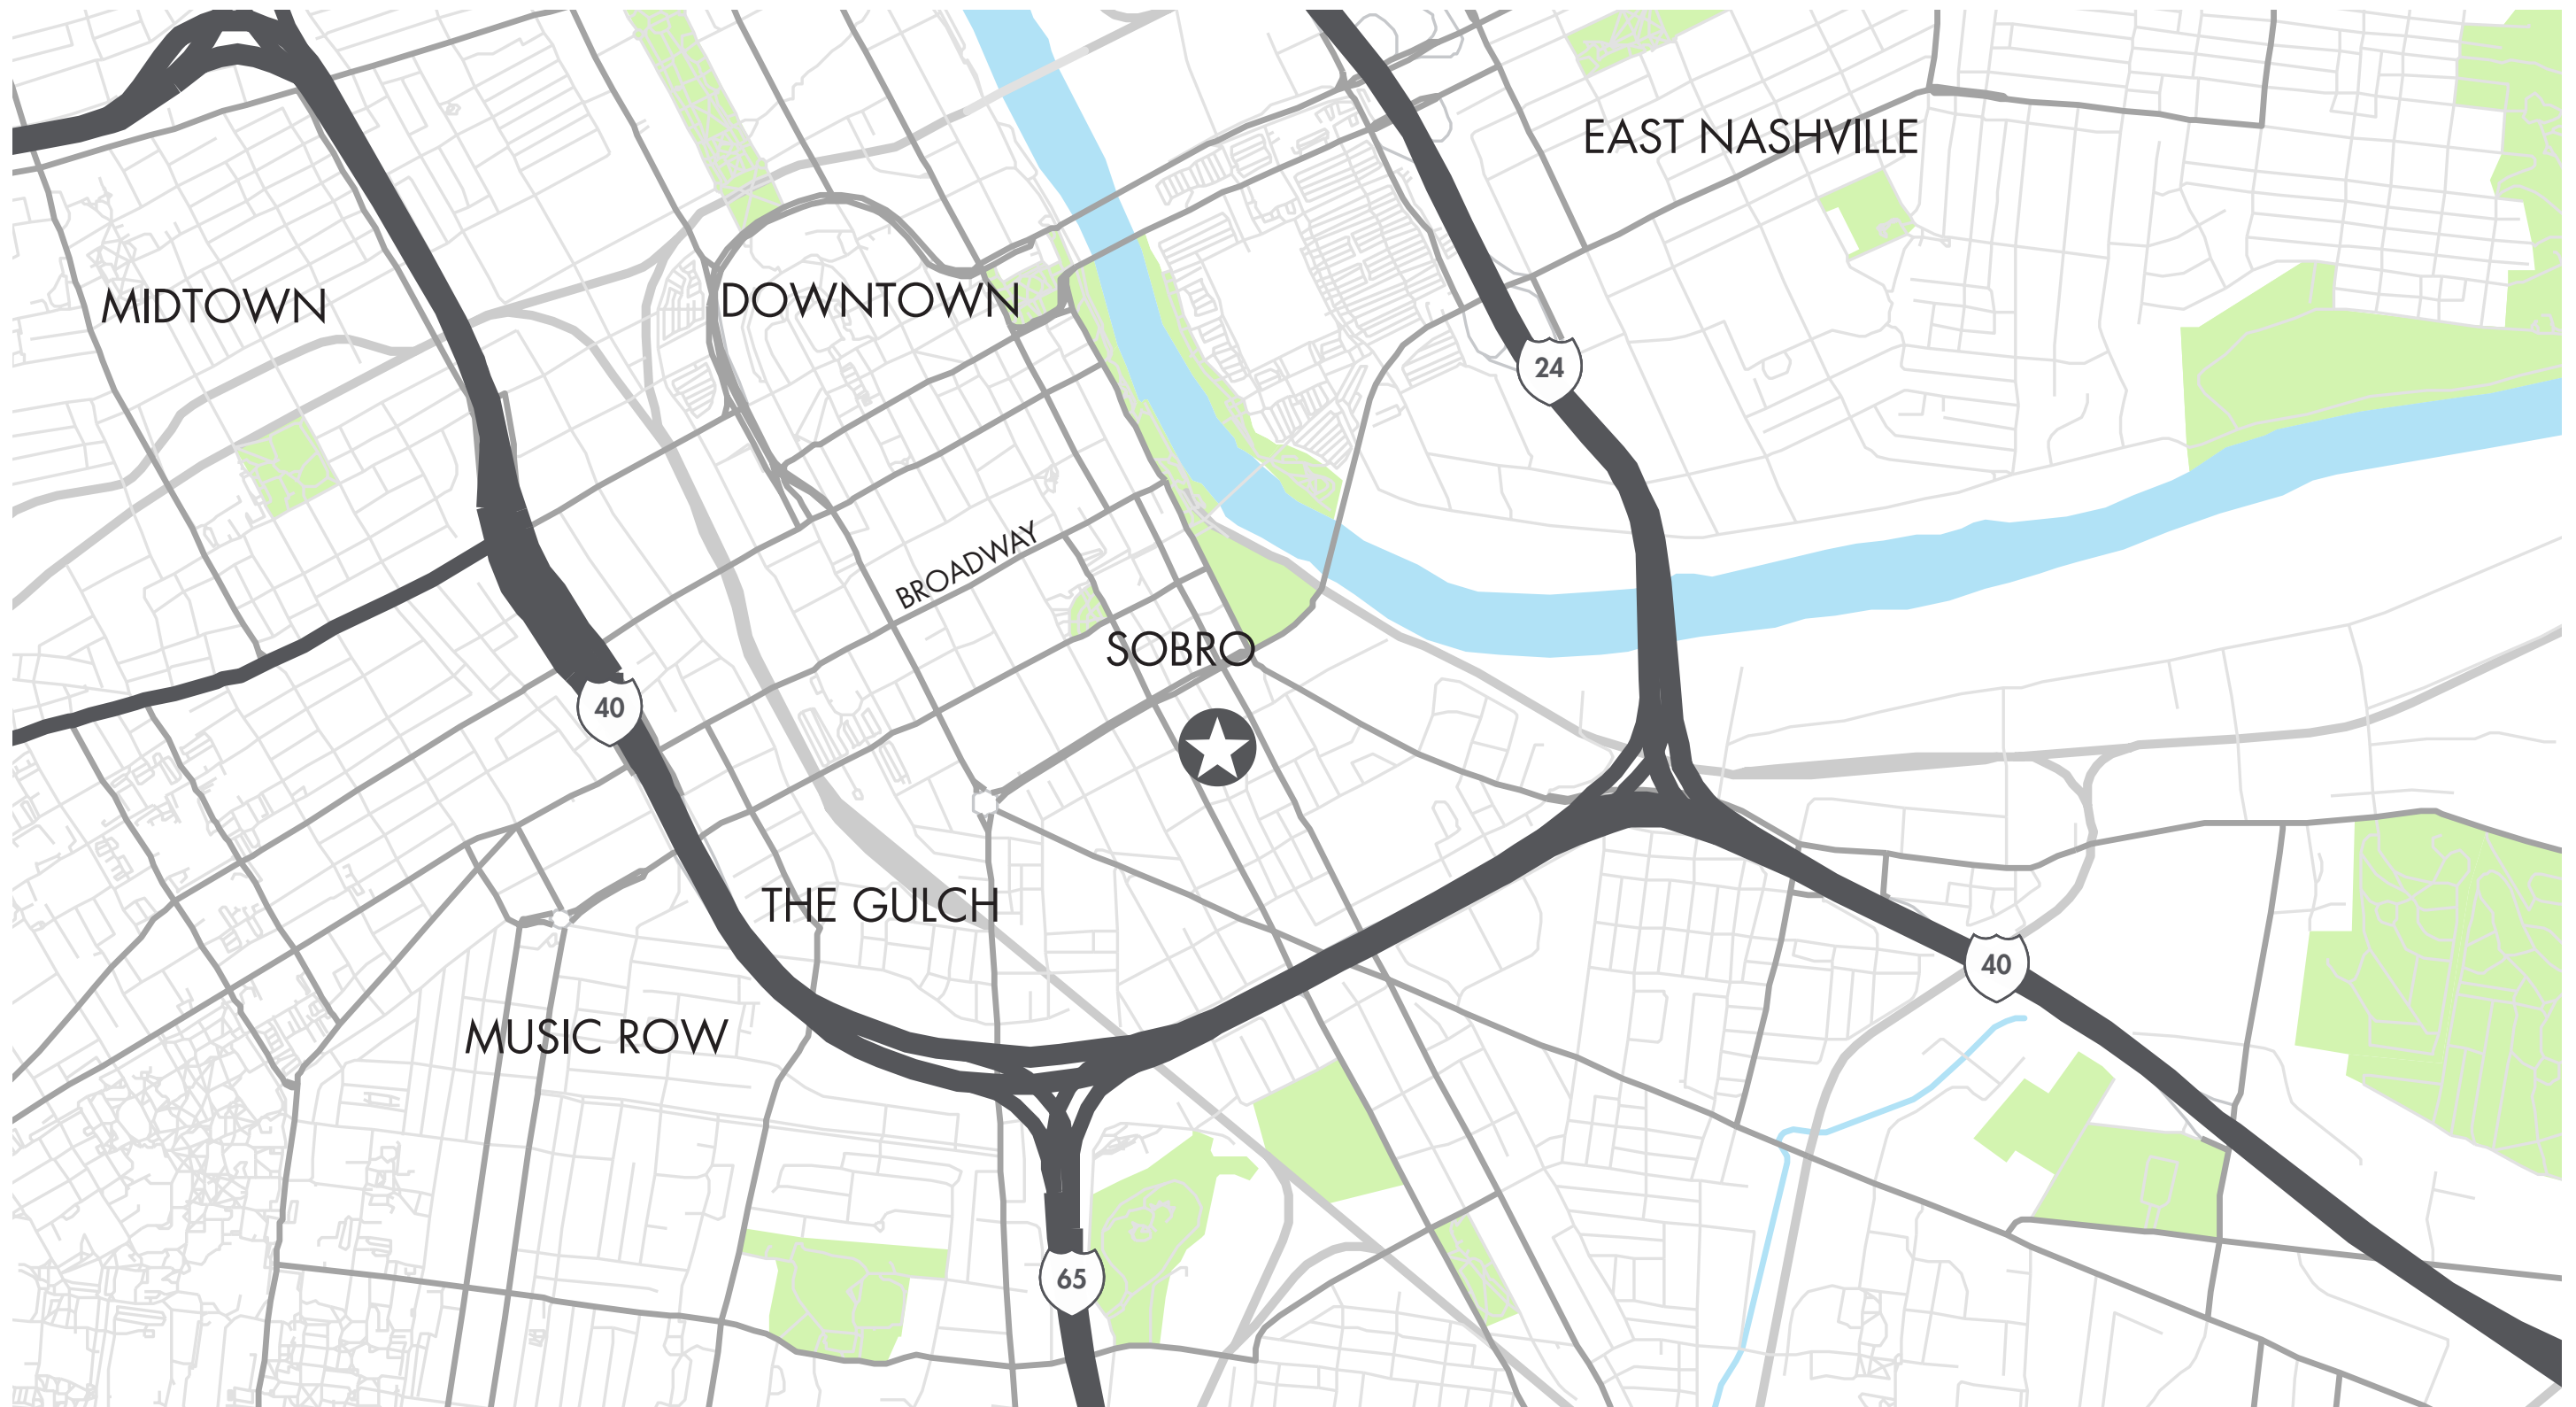 EAST NASHVILLE
MIDTOWN
DOWNTOWN
24
BROADWAY
SOBRO
40
THE GULCH
40
MUSIC ROW
65